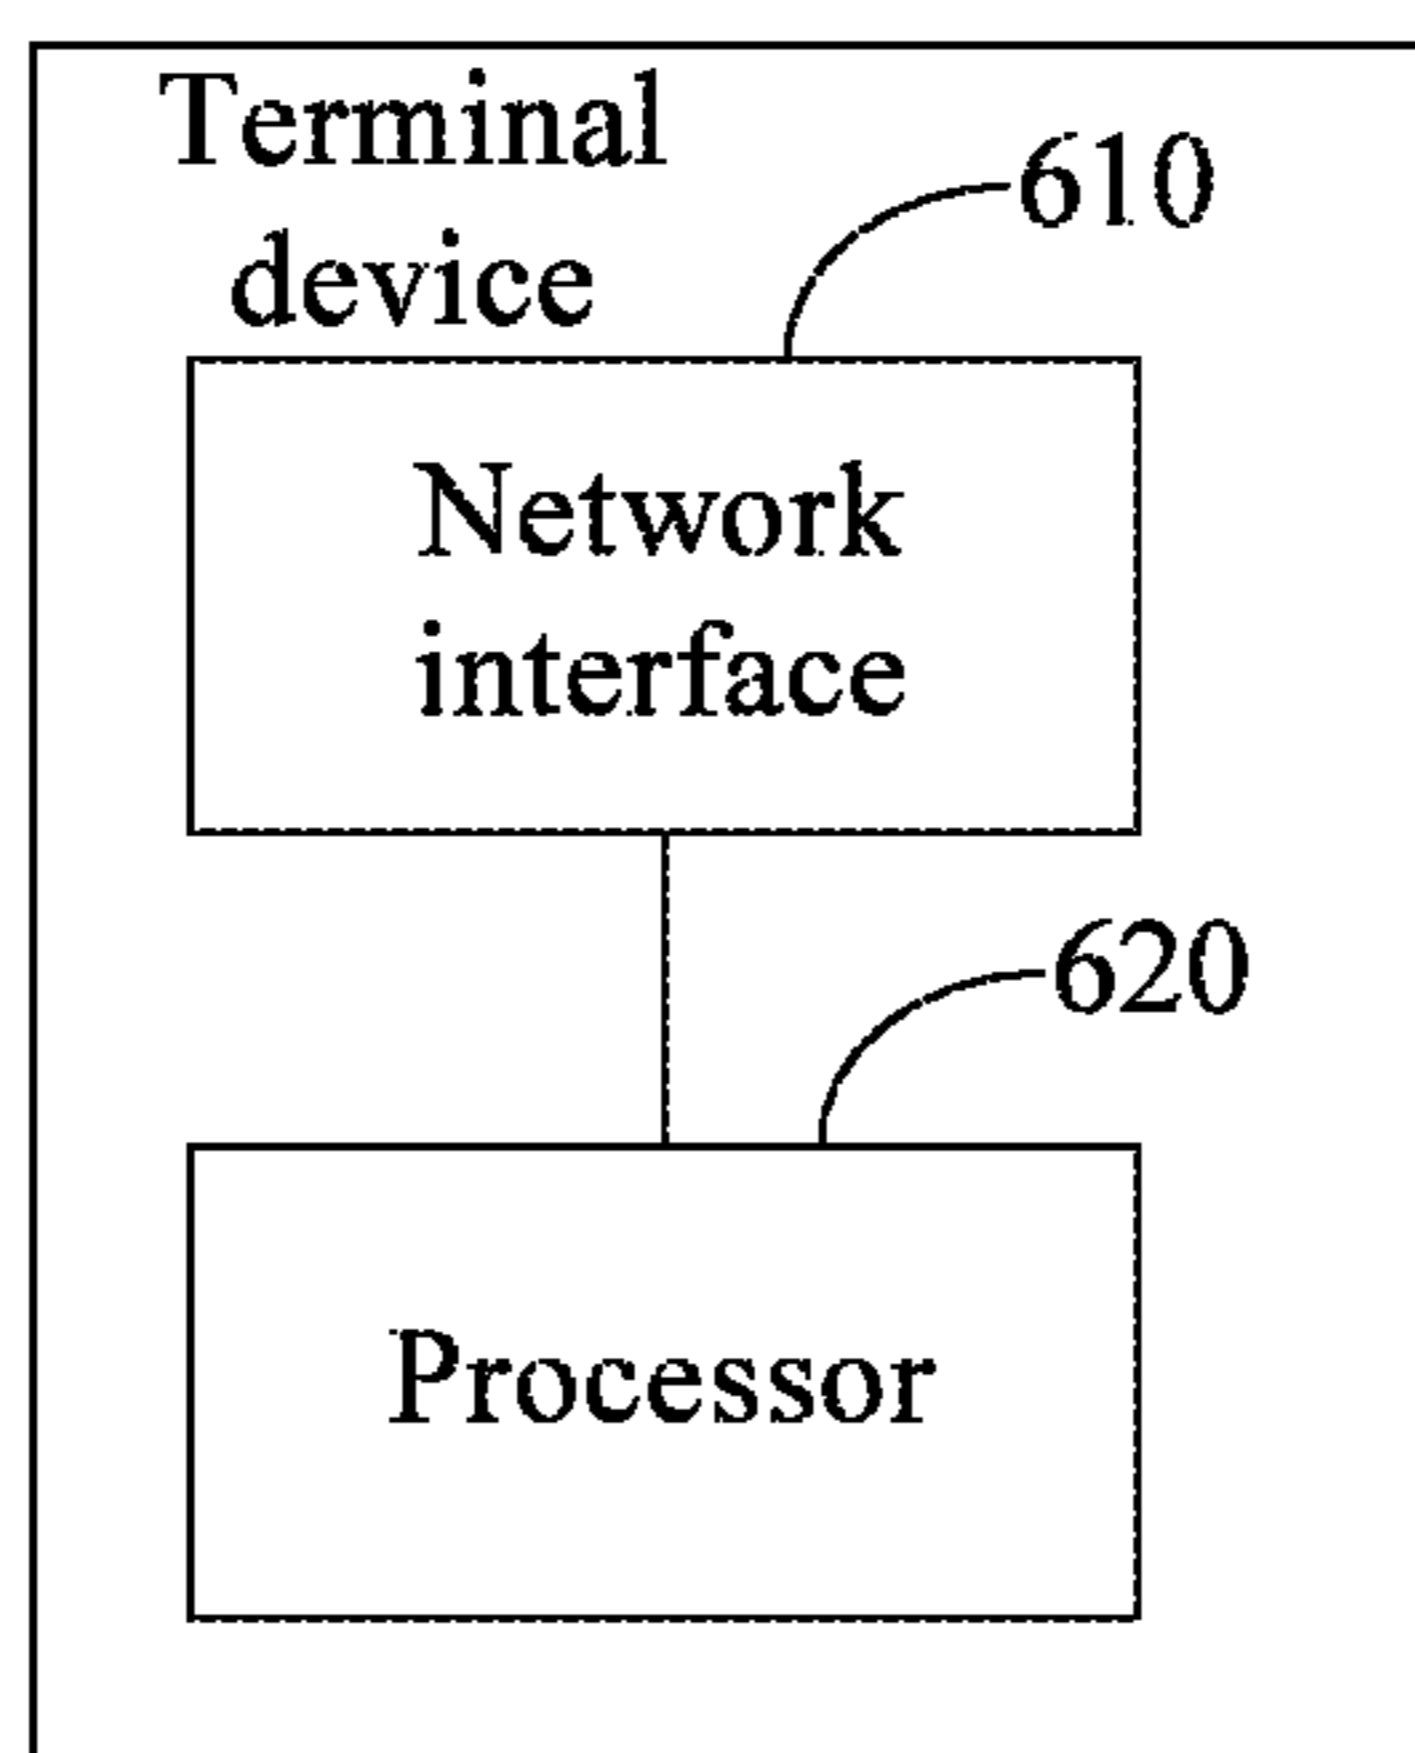 Terminal
device
610
Network
interface
620
Processor